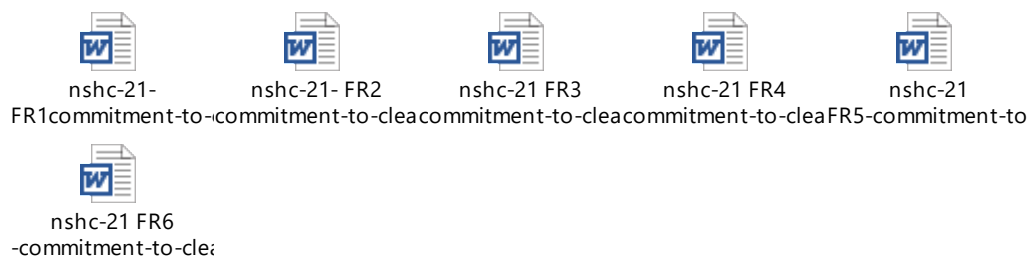 nshc-21- nshc-21- FR2 nshc-21 FR3 nshc-21 FR4 nshc-21
FR1commitment-to- commitment-to-clea commitment-to-clea commitment-to-clea FR5-commitment-to
nshc-21 FR6
-commitment-to-clea